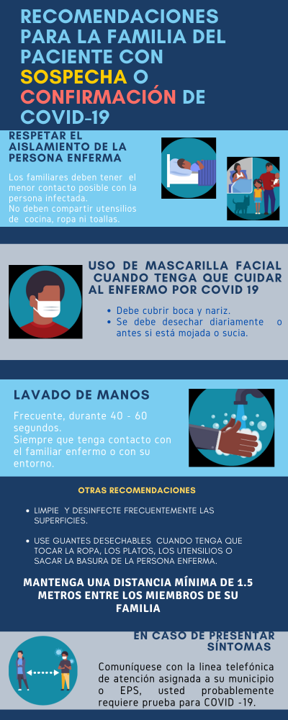 RECOMENDACIONES
PARA LA FAMILIA DEL
PACIENTE CON
SOSPECHA O
CONFIRMACIÓN DE
COVID-19
RESPETAR EL
AISLAMIENTO DE LA
PERSONA ENFERMA
Los familiares deben tener el
menor contacto posible con la
persona infectada.
No deben compartir utensilios
de cocina, ropa ni toallas.
USO DE MASCARILLA FACIAL
CUANDO TENGA QUE CUIDAR
AL ENFERMO POR COVID 19
• Debe cubrir boca y nariz.
• Se debe desechar diariamente o
antes si está mojada o sucia.
LAVADO DE MANOS
Frecuente, durante 40 - 60
segundos.
Siempre que tenga contacto con
el familiar enfermo o con su
entorno.
OTRAS RECOMENDACIONES
• LIMPIE Y DESINFECTE FRECUENTEMENTE LAS
SUPERFICIES.
• USE GUANTES DESECHABLES CUANDO TENGA QUE
TOCAR LA ROPA, LOS PLATOS, LOS UTENSILIOS O
SACAR LA BASURA DE LA PERSONA ENFERMA.
MANTENGA UNA DISTANCIA MÍNIMA DE 1.5
METROS ENTRE LOS MIEMBROS DE SU
FAMILIA
EN CASO DE PRESENTAR
SÍNTOMAS
Comuníquese con la linea telefónica
de atención asignada a su municipio
o EPS, usted probablemente
requiere prueba para COVID -19.